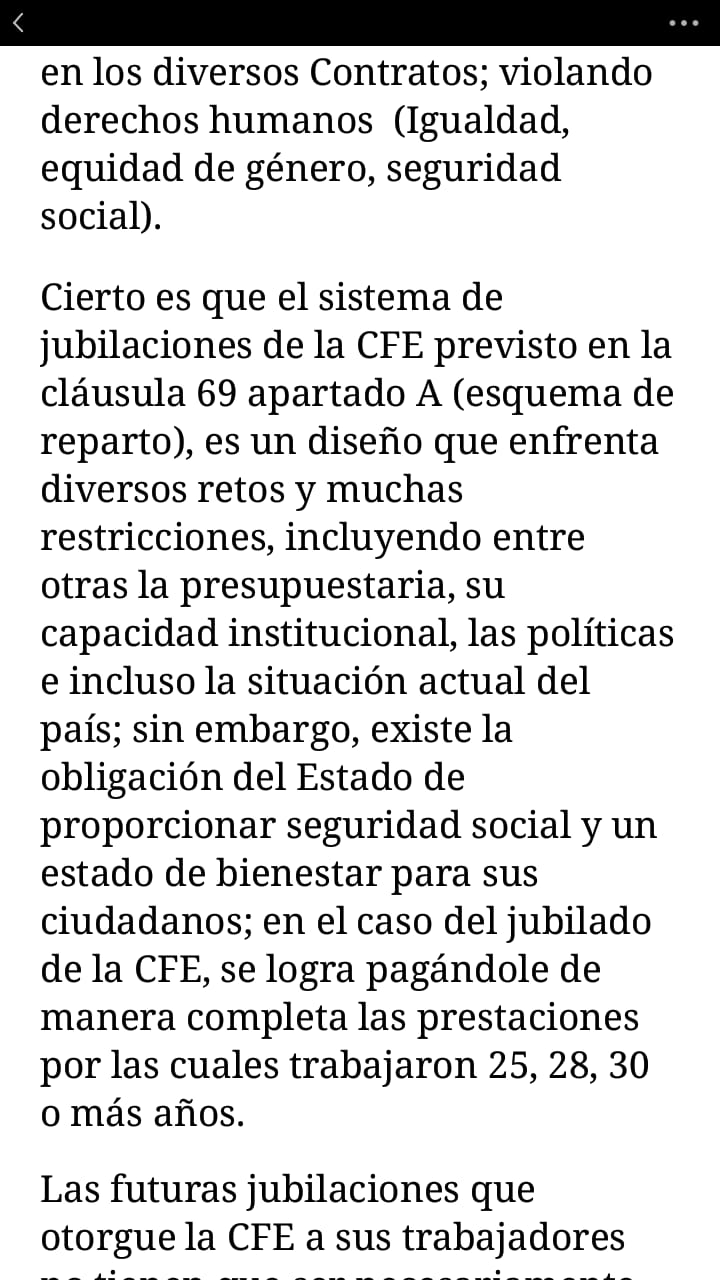 en los diversos Contratos; violando
derechos humanos  (Igualdad,
equidad de género, seguridad
social).
Cierto es que el sistema de
jubilaciones de la CFE previsto en la
cláusula 69 apartado A (esquema de
reparto), es un diseño que enfrenta
diversos retos y muchas
restricciones, incluyendo entre
otras la presupuestaria, su
capacidad institucional, las políticas
e incluso la situación actual del
país; sin embargo, existe la
obligación del Estado de
proporcionar seguridad social y un
estado de bienestar para sus
ciudadanos; en el caso del jubilado
de la CFE, se logra pagándole de
manera completa las prestaciones
por las cuales trabajaron 25, 28, 30
o más años.
Las futuras jubilaciones que
otorgue la CFE a sus trabajadores